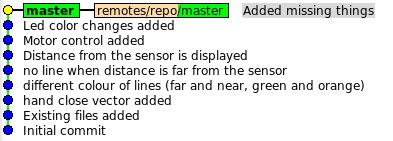 master remotes/repo/master Added missing things
Led color changes added
Motor control added
Distance from the sensor is displayed
no line when distance is far from the sensor
different colour of lines (far and near, green and orange)
hand close vector added
Existing files added
Initial commit